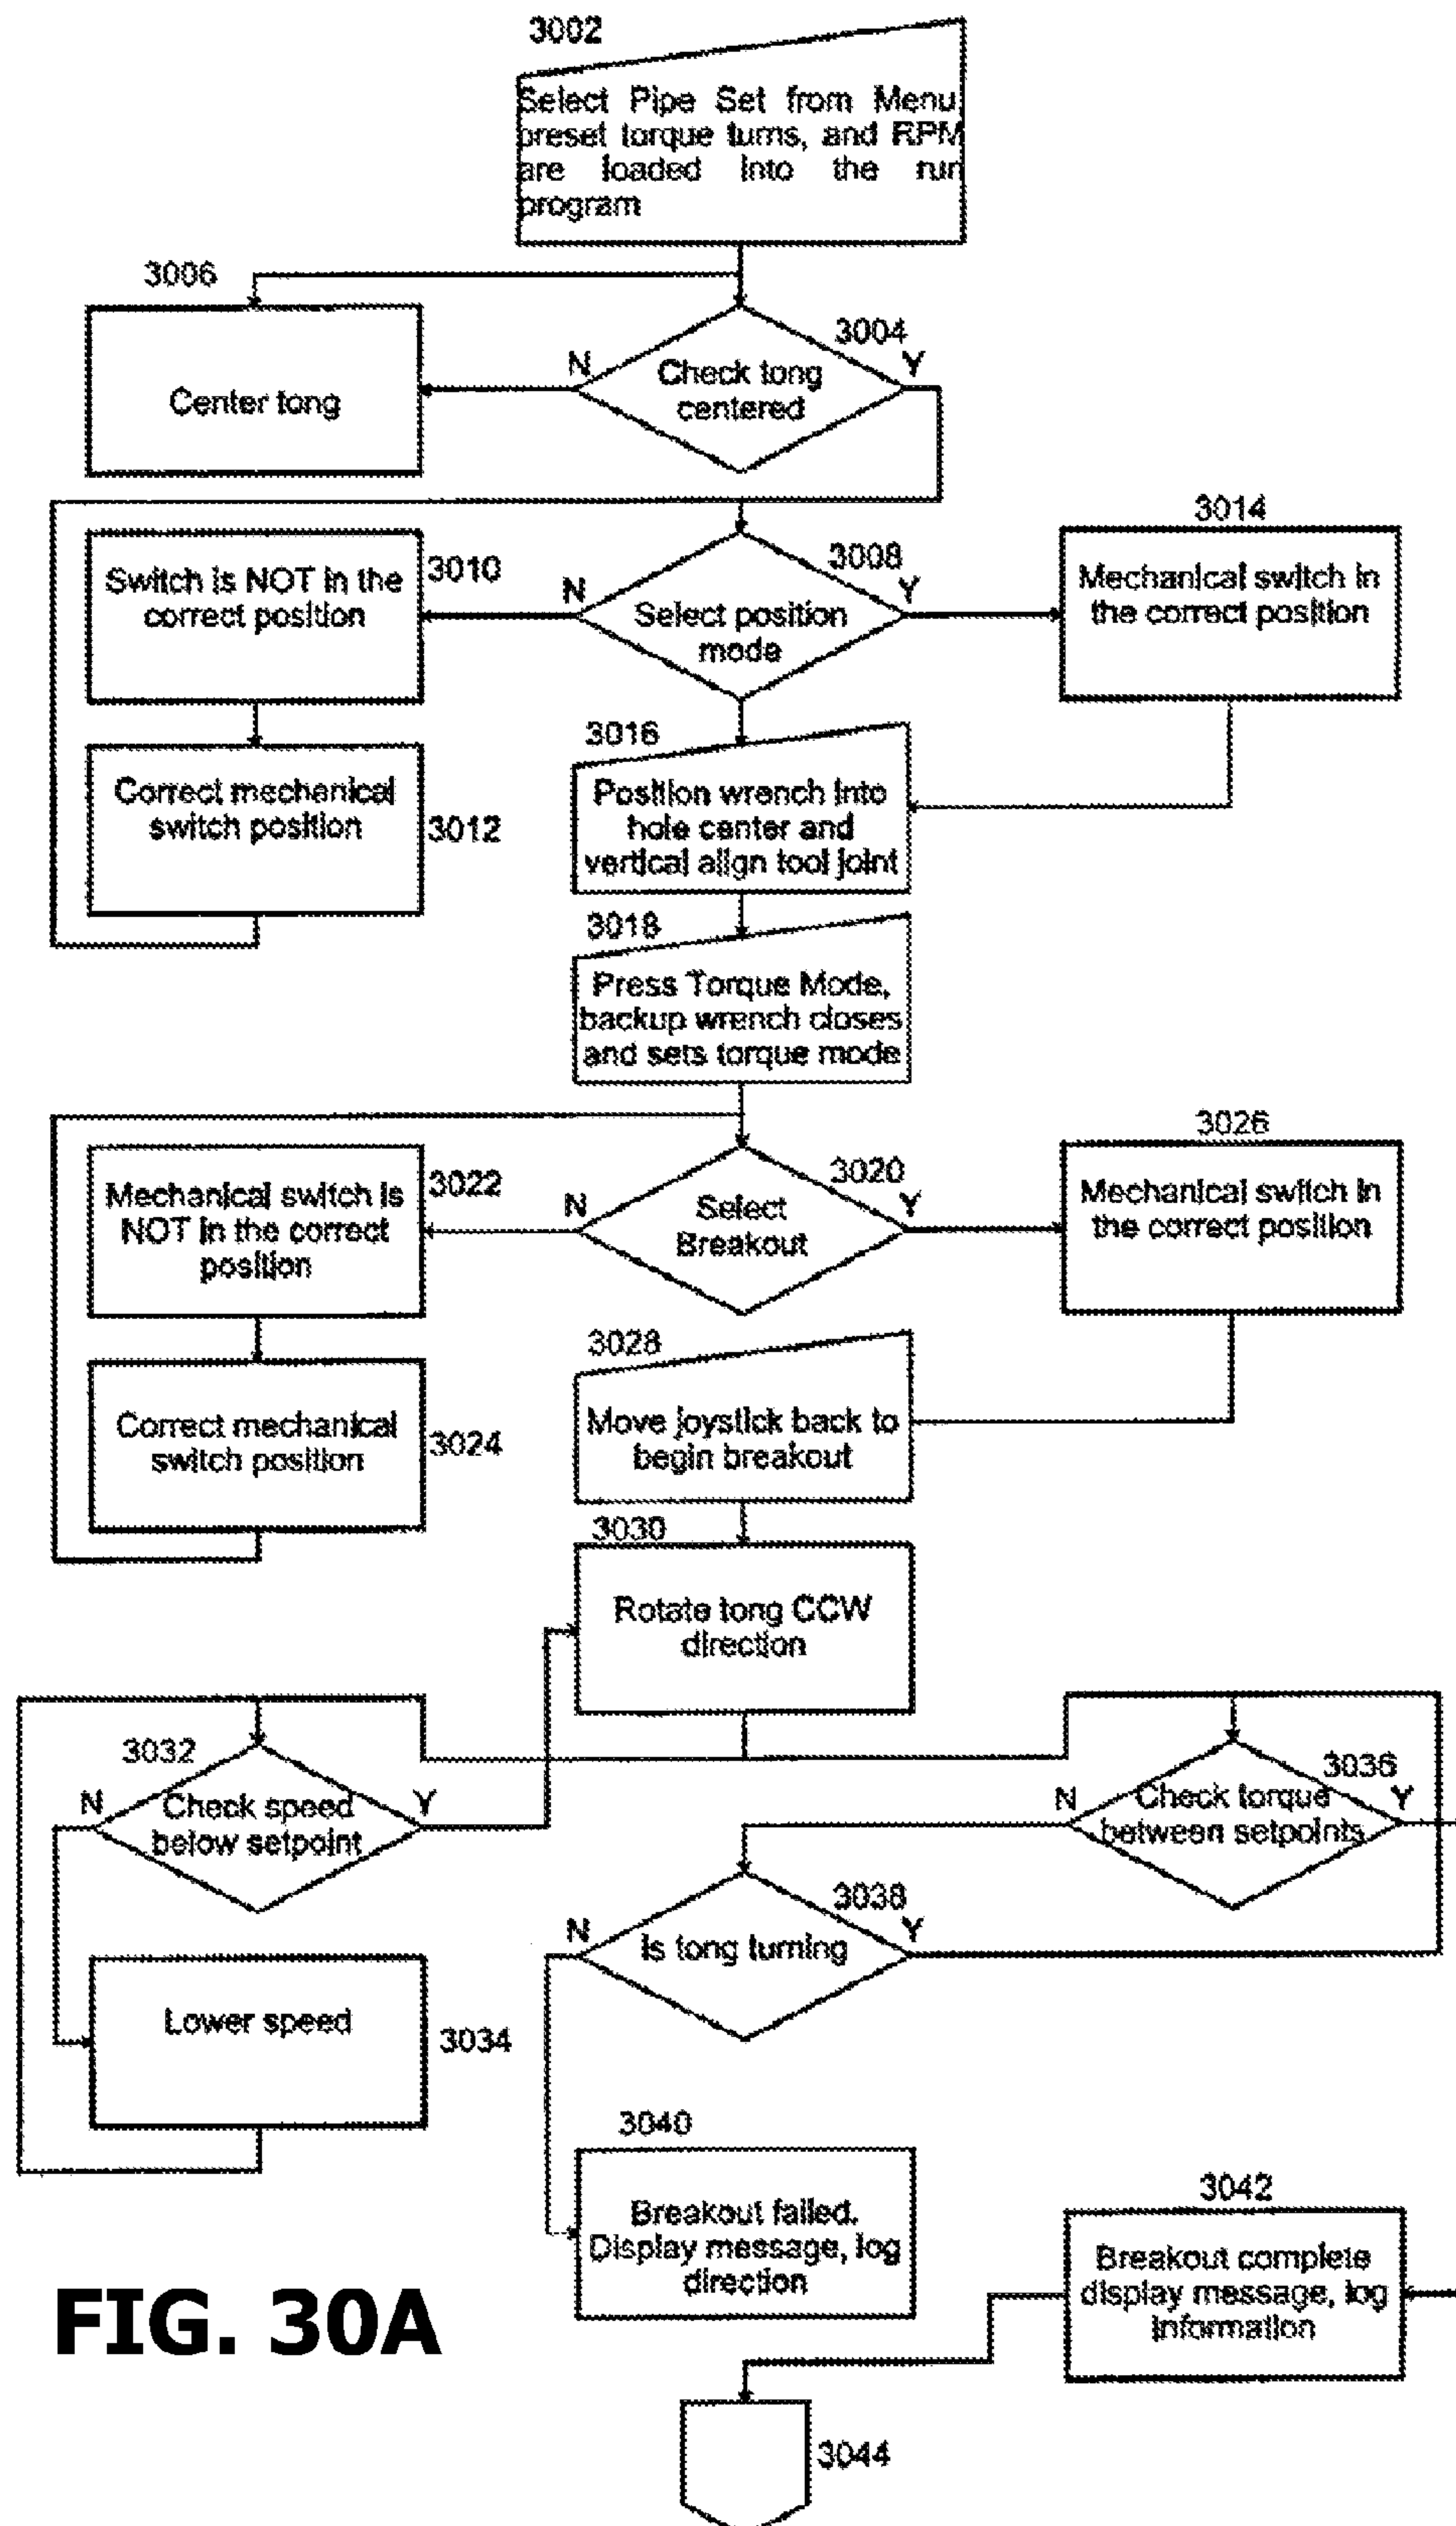 3002
Select Pipe Set from Menu,
preset torque turns, and RPM
are loaded into the run
program
3006
Center tong
3004
N
Y
Check tong
centered
3010
Switch is NOT in the
correct position
3008
N
Y
Select position
mode
3014
Mechanical switch in
the correct position
3012
Correct mechanical
switch position
3016
Position wrench into
hole center and
vertical align tool joint
3018
Press Torque Mode,
backup wrench closes
and sets torque mode
3022
Mechanical switch is
NOT in the correct
position
3020
N
Y
Select
Breakout
3026
Mechanical switch in
the correct position
3024
Correct mechanical
switch position
3028
Move joystick back to
begin breakout
3030
Rotate tong CCW
direction
3032
N
Y
Check speed
below setpoint
3036
N
Y
Check torque
between setpoints
3038
N
Y
Is tong turning
Lower speed
3034
3040
Breakout failed.
Display message, log
direction
3042
Breakout complete
display message, log
information
FIG. 30A
3044